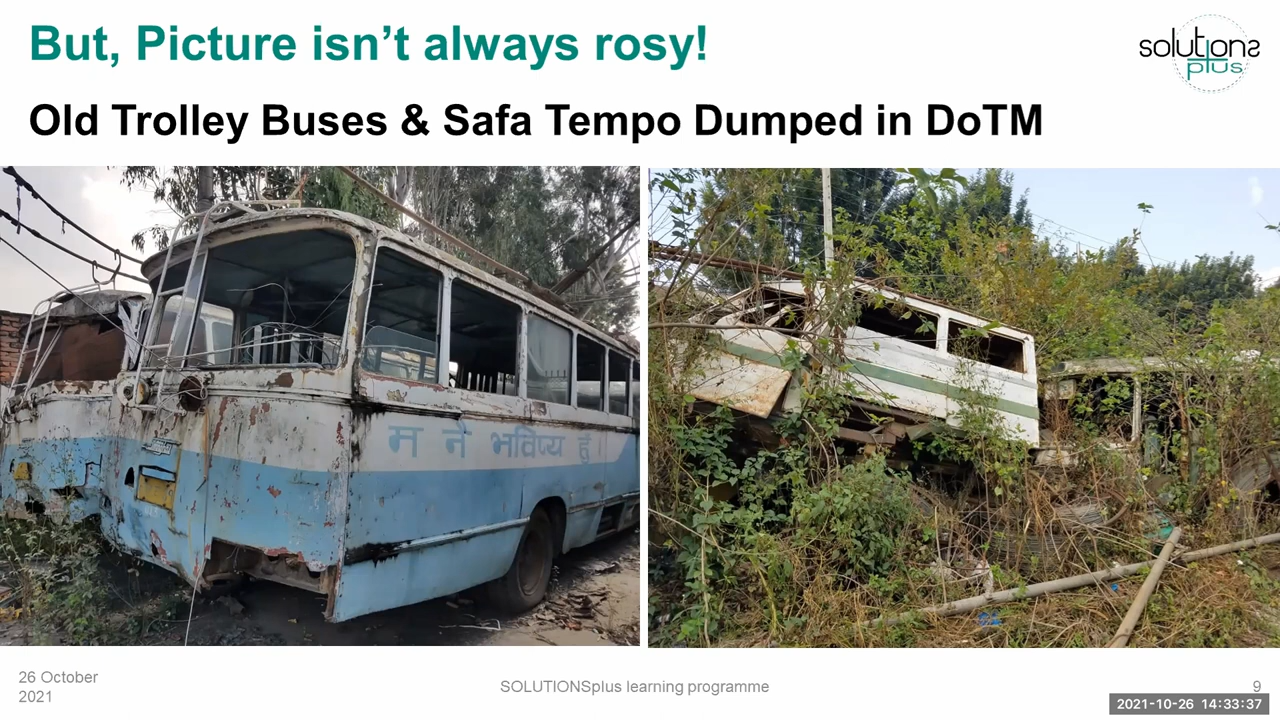 But, Picture isn’t always rosy!
solutions
plus
Old Trolley Buses & Safa Tempo Dumped in DoTM
म नै भविष्य हुँ
26 October
2021
SOLUTIONSplus learning programme
9
2021-10-26 14:33:37